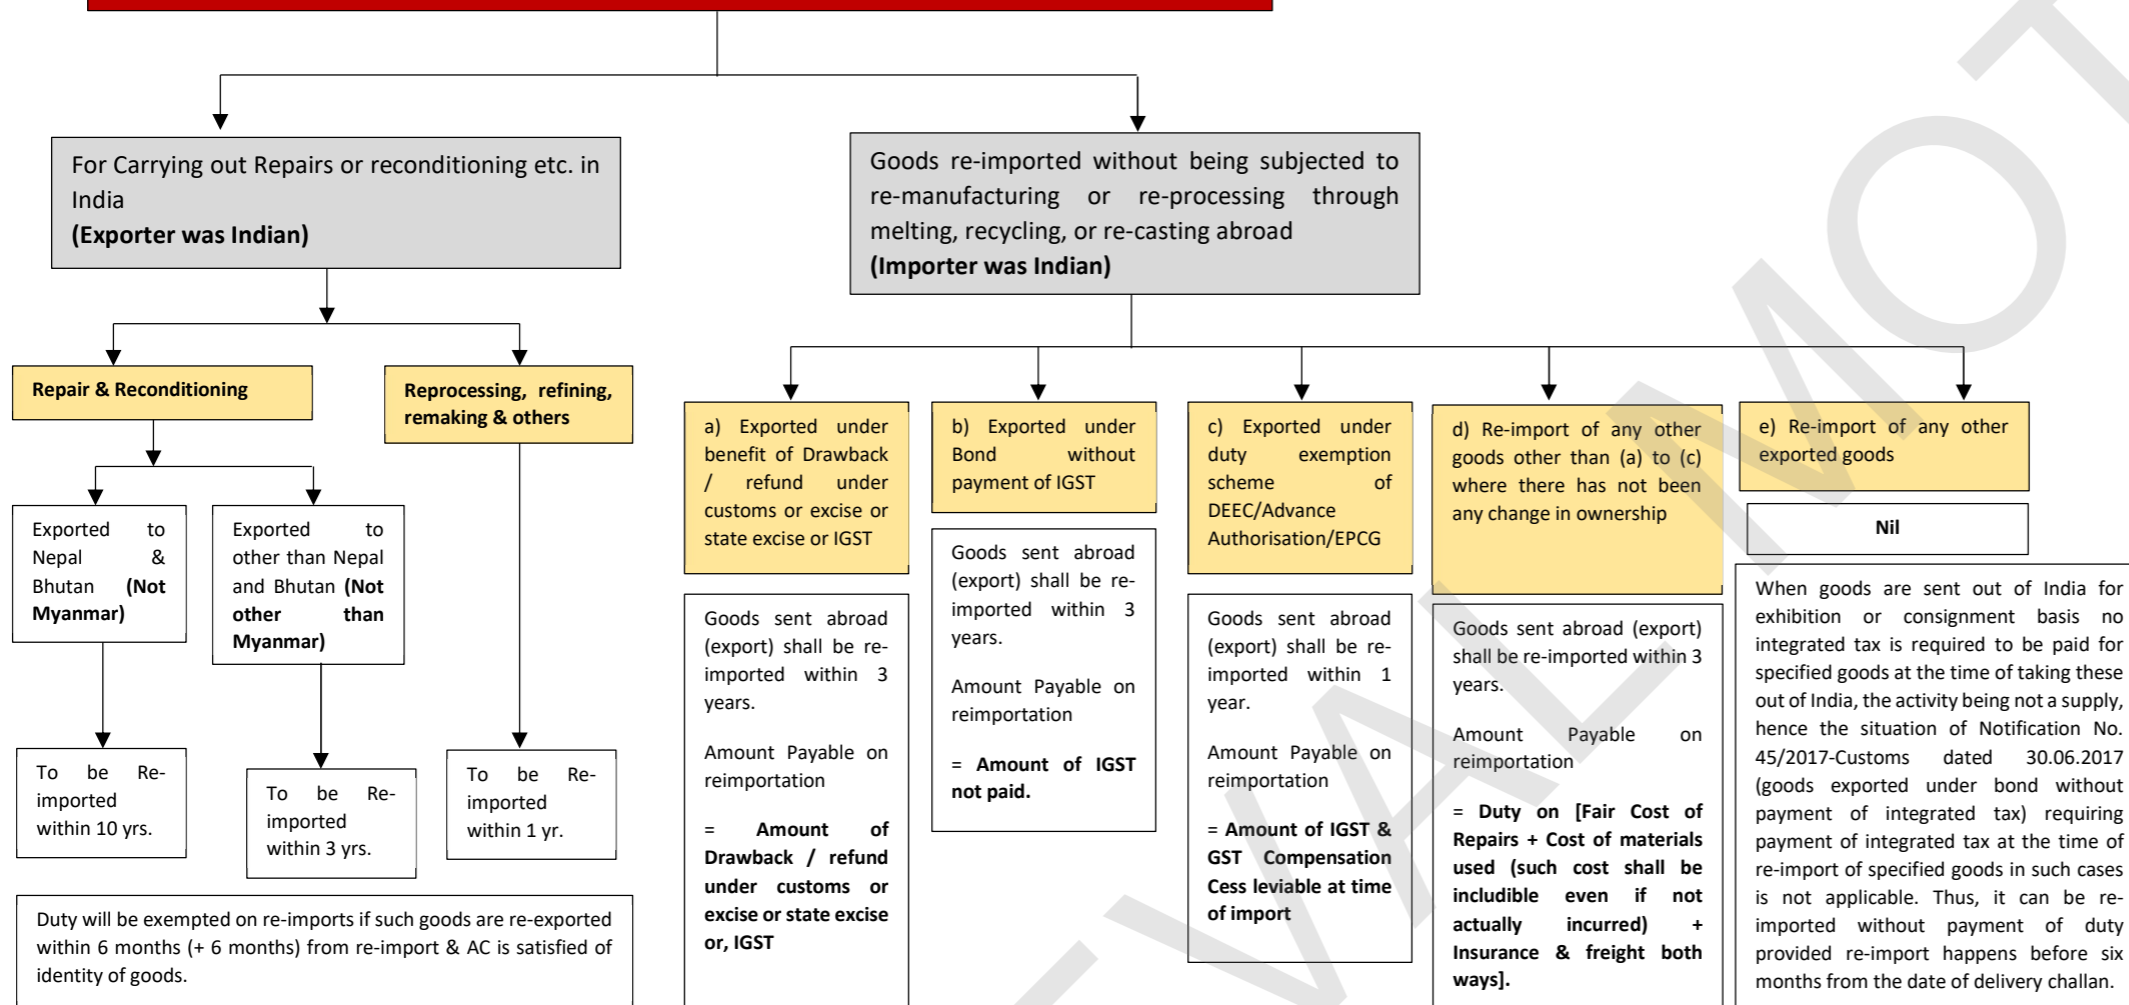 For Carrying out Repairs or reconditioning etc. in
India
(Exporter was Indian)
Goods re-imported without being subjected to
re-manufacturing or re-processing through
melting, recycling, or re-casting abroad
(Importer was Indian)
Repair & Reconditioning
Reprocessing, refining,
remaking & others
Exported to
Nepal &
Bhutan (Not
Myanmar)
Exported to
other than Nepal
and Bhutan (Not
other than
Myanmar)
To be Re-
imported
within 10 yrs.
To be Re-
imported
within 3 yrs.
To be Re-
imported
within 1 yr.
Duty will be exempted on re-imports if such goods are re-exported
within 6 months (+ 6 months) from re-import & AC is satisfied of
identity of goods.
a) Exported under
benefit of Drawback
/ refund under
customs or excise or
state excise or IGST
Goods sent abroad
(export) shall be re-
imported within 3
years.
Amount Payable on
reimportation
= Amount of
Drawback / refund
under customs or
excise or state excise
or, IGST
b) Exported under
Bond without
payment of IGST
Goods sent abroad
(export) shall be re-
imported within 3
years.
Amount Payable on
reimportation
= Amount of IGST
not paid.
c) Exported under
duty exemption
scheme of
DEEC/Advance
Authorisation/EPCG
Goods sent abroad
(export) shall be re-
imported within 1
year.
Amount Payable on
reimportation
= Amount of IGST &
GST Compensation
Cess leviable at time
of import
d) Re-import of any other
goods other than (a) to (c)
where there has not been
any change in ownership
Goods sent abroad (export)
shall be re-imported within 3
years.
Amount Payable on
reimportation
= Duty on [Fair Cost of
Repairs + Cost of materials
used (such cost shall be
includible even if not
actually incurred) +
Insurance & freight both
ways].
e) Re-import of any other
exported goods
Nil
When goods are sent out of India for
exhibition or consignment basis no
integrated tax is required to be paid for
specified goods at the time of taking these
out of India, the activity being not a supply,
hence the situation of Notification No.
45/2017-Customs dated 30.06.2017
(goods exported under bond without
payment of integrated tax) requiring
payment of integrated tax at the time of
re-import of specified goods in such cases
is not applicable. Thus, it can be re-
imported without payment of duty
provided re-import happens before six
months from the date of delivery challan.